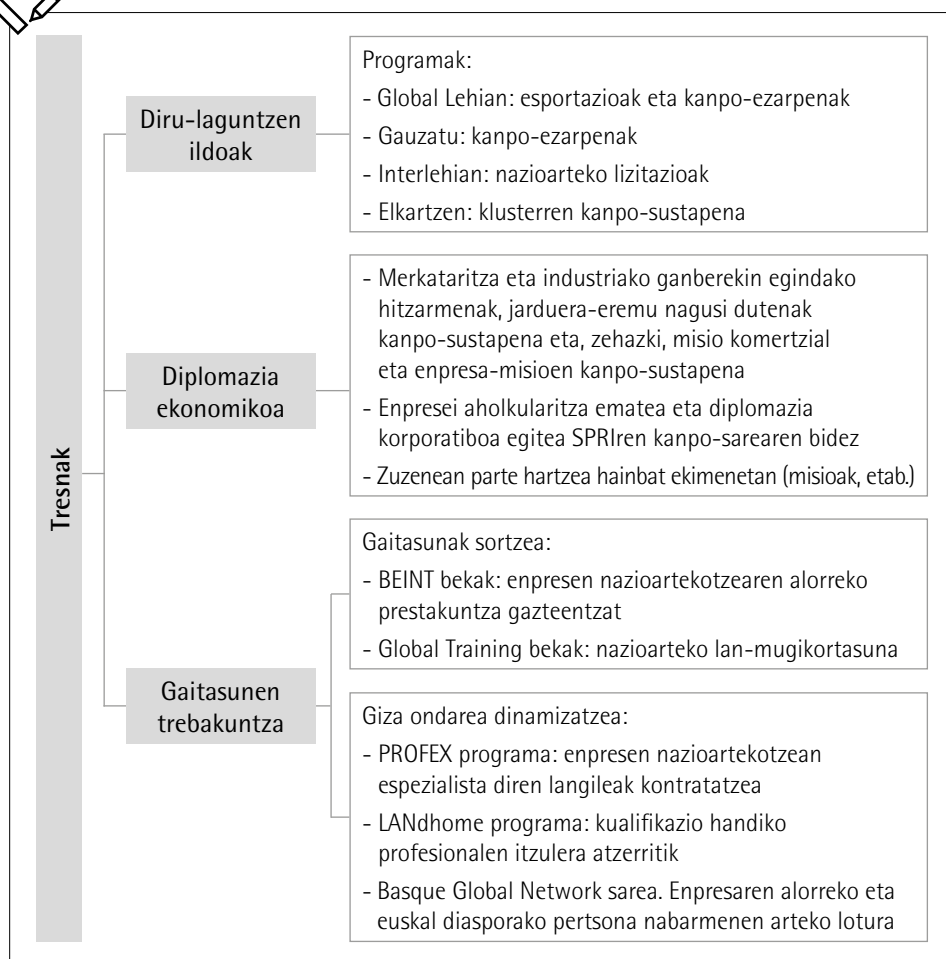 Tresnak
Diru-laguntzen
ildoak
Programak:
- Global Lehian: esportazioak eta kanpo-ezarpenak
- Gauzatu: kanpo-ezarpenak
- Interlehian: nazioarteko lizitazioak
- Elkartzen: klusterren kanpo-sustapena
Diplomazia
ekonomikoa
- Merkataritza eta industriako ganberekin egindako
hitzarmenak, jarduera-eremu nagusi dutenak
kanpo-sustapena eta, zehazki, misio komertzial
eta enpresa-misioen kanpo-sustapena
- Enpresei aholkularitza ematea eta diplomazia
korporatiboa egitea SPRIren kanpo-sarearen bidez
- Zuzenean parte hartzea hainbat ekimenetan (misioak, etab.)
Gaitasunen
trebakuntza
Gaitasunak sortzea:
- BEINT bekak: enpresen nazioartekotzearen alorreko
prestakuntza gazteentzat
- Global Training bekak: nazioarteko lan-mugikortasuna
Giza ondarea dinamizatzea:
- PROFEX programa: enpresen nazioartekotzean
espezialista diren langileak kontratatzea
- LANdhome programa: kualifikazio handiko
profesionalen itzulera atzerritik
- Basque Global Network sarea. Enpresaren alorreko eta
euskal diasporako pertsona nabarmenen arteko lotura